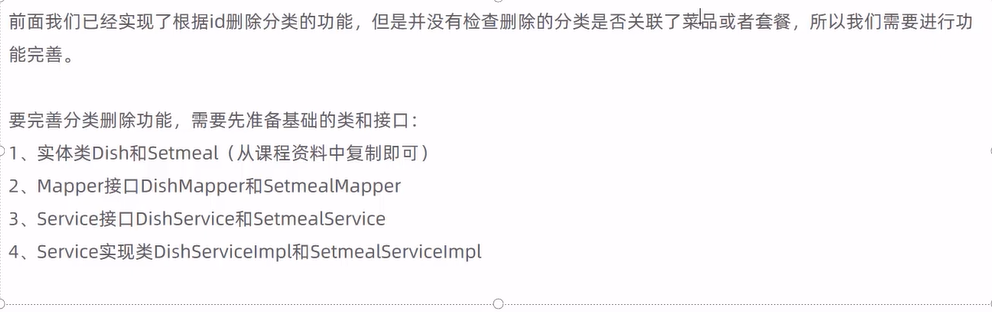 前面我们已经实现了根据id删除分类的功能，但是并没有检查删除的分类是否关联了菜品或者套餐，所以我们需要进行功
能完善。
要完善分类删除功能，需要先准备基础的类和接口：
1、实体类Dish和Setmeal（从课程资料中复制即可）
2、Mapper接口DishMapper和SetmealMapper
3、Service接口DishService和SetmealService
4、Service实现类DishServiceImpl和SetmealServiceImpl